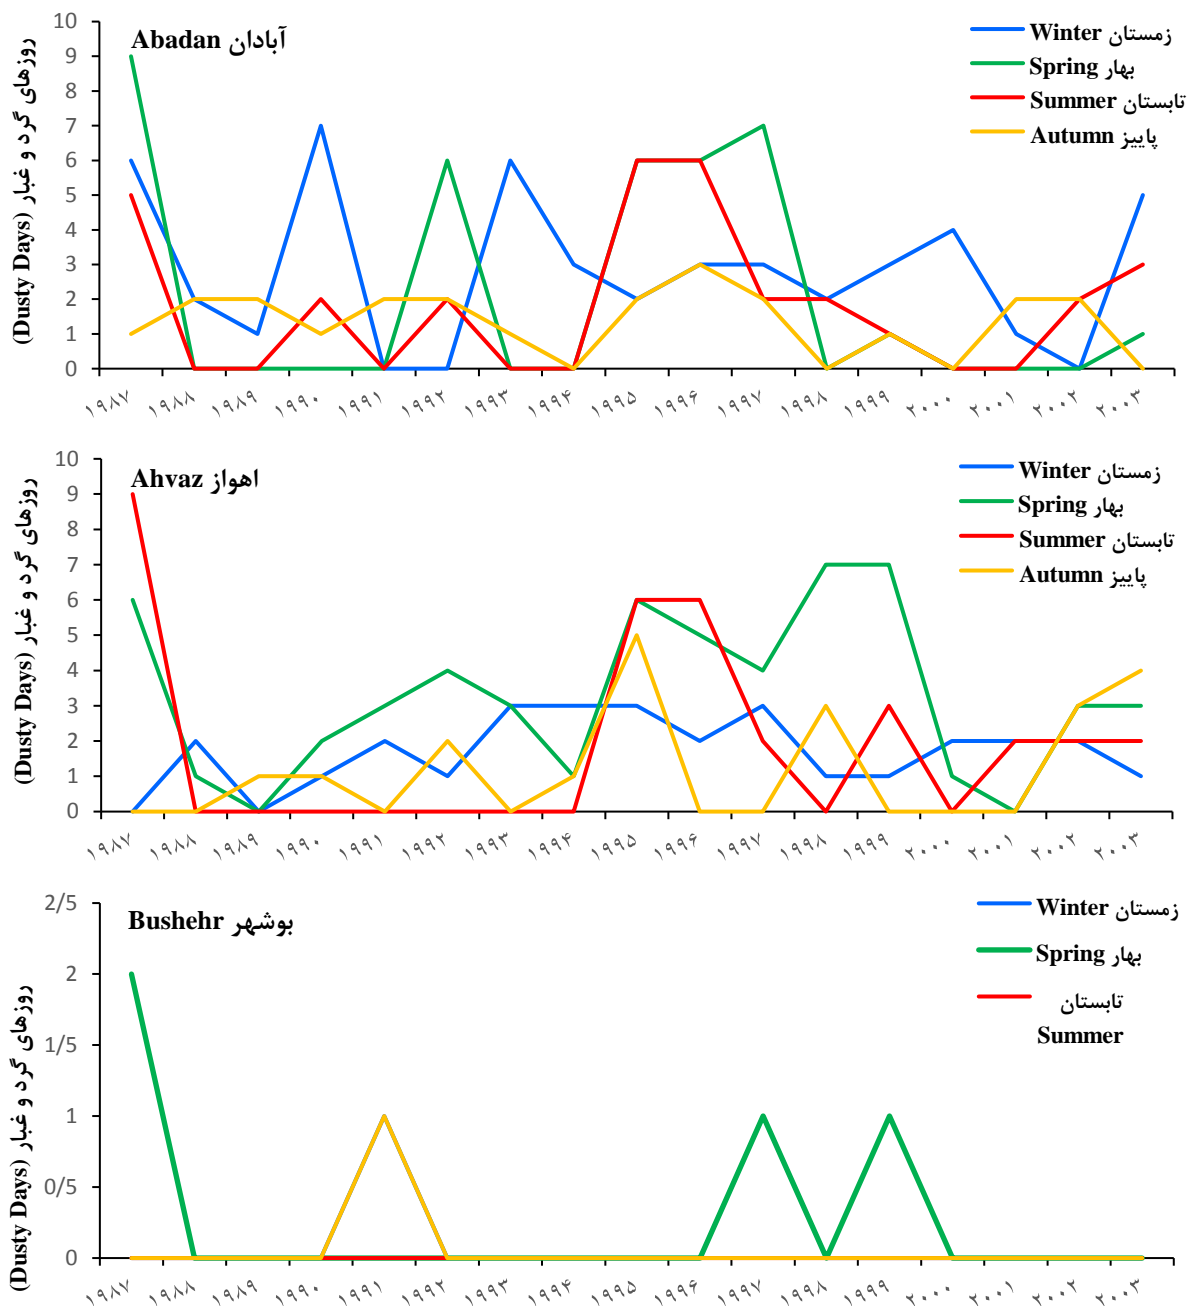 آبادان Abadan
زمستان Winter
بهار Spring
تابستان Summer
پاییز Autumn
روزهای گرد و غبار (Dusty Days)
10
9
8
7
6
5
4
3
2
1
0
۱۹۸۷ ۱۹۸۸ ۱۹۸۹ ۱۹۹۰ ۱۹۹۱ ۱۹۹۲ ۱۹۹۳ ۱۹۹۴ ۱۹۹۵ ۱۹۹۶ ۱۹۹۷ ۱۹۹۸ ۱۹۹۹ ۲۰۰۰ ۲۰۰۱ ۲۰۰۲ ۲۰۰۳
اهواز Ahvaz
زمستان Winter
بهار Spring
تابستان Summer
پاییز Autumn
روزهای گرد و غبار (Dusty Days)
10
9
8
7
6
5
4
3
2
1
0
۱۹۸۷ ۱۹۸۸ ۱۹۸۹ ۱۹۹۰ ۱۹۹۱ ۱۹۹۲ ۱۹۹۳ ۱۹۹۴ ۱۹۹۵ ۱۹۹۶ ۱۹۹۷ ۱۹۹۸ ۱۹۹۹ ۲۰۰۰ ۲۰۰۱ ۲۰۰۲ ۲۰۰۳
بوشهر Bushehr
زمستان Winter
بهار Spring
تابستان
Summer
روزهای گرد و غبار (Dusty Days)
2/5
2
1/5
1
0/5
0
۱۹۸۷ ۱۹۸۸ ۱۹۸۹ ۱۹۹۰ ۱۹۹۱ ۱۹۹۲ ۱۹۹۳ ۱۹۹۴ ۱۹۹۵ ۱۹۹۶ ۱۹۹۷ ۱۹۹۸ ۱۹۹۹ ۲۰۰۰ ۲۰۰۱ ۲۰۰۲ ۲۰۰۳